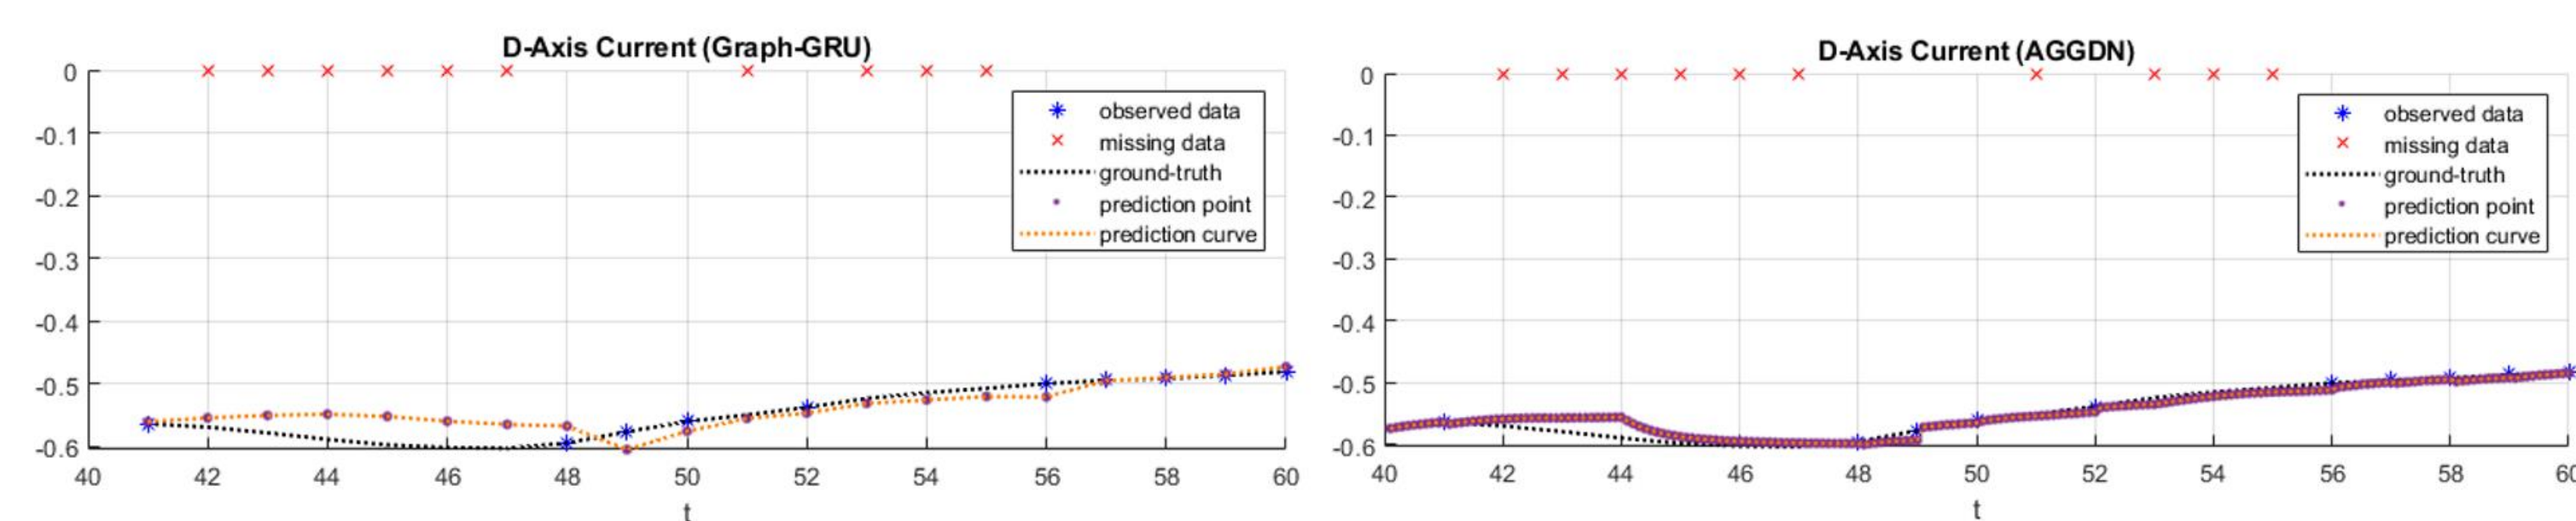 D-Axis Current (Graph-GRU)
0
-0.1
-0.2
-0.3
-0.4
-0.5
-0.6
observed data
missing data
ground-truth
prediction point
prediction curve
40 42 44 46 48 50 52 54 56 58 60
t
D-Axis Current (AGGDN)
0
-0.1
-0.2
-0.3
-0.4
-0.5
-0.6
observed data
missing data
ground-truth
prediction point
prediction curve
40 42 44 46 48 50 52 54 56 58 60
t